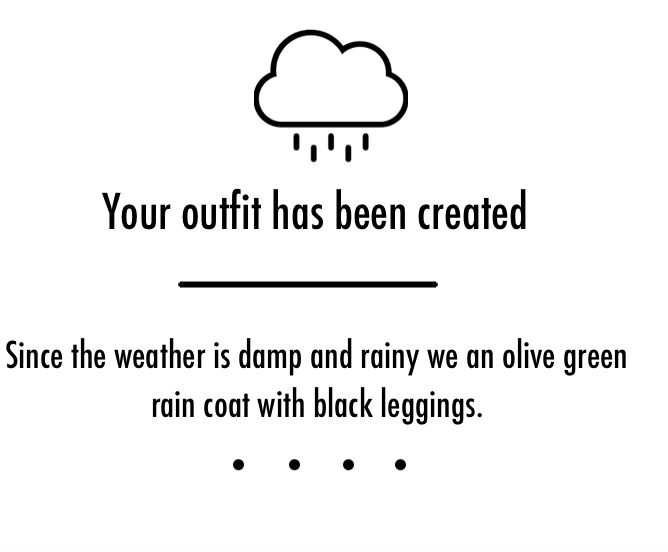 Your outfit has been created
Since the weather is damp and rainy we an olive green
rain coat with black leggings.